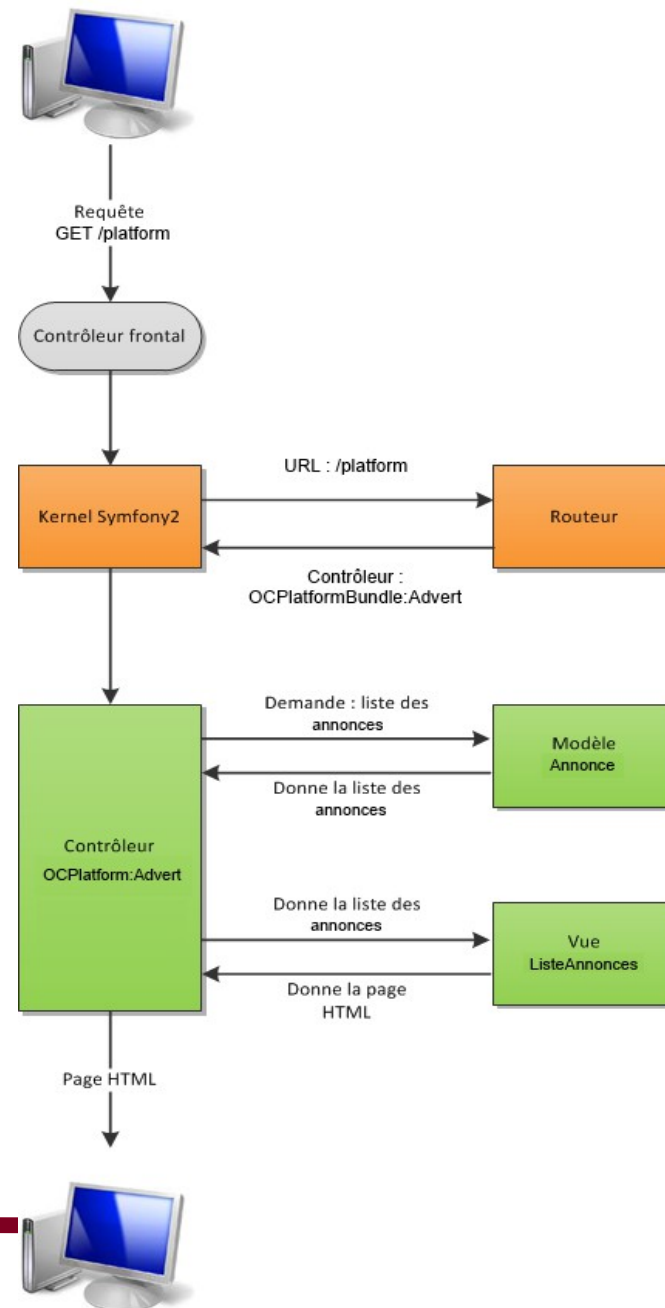 Requête
GET /platform
Contrôleur frontal
URL : /platform
Kernel Symfony2
Routeur
Contrôleur :
OCPlatformBundle:Advert
Demande : liste des
annonces
Modèle
Annonce
Donne la liste des
annonces
Contrôleur
OCPlatform:Advert
Donne la liste des
annonces
Vue
ListeAnnonces
Donne la page
HTML
Page HTML